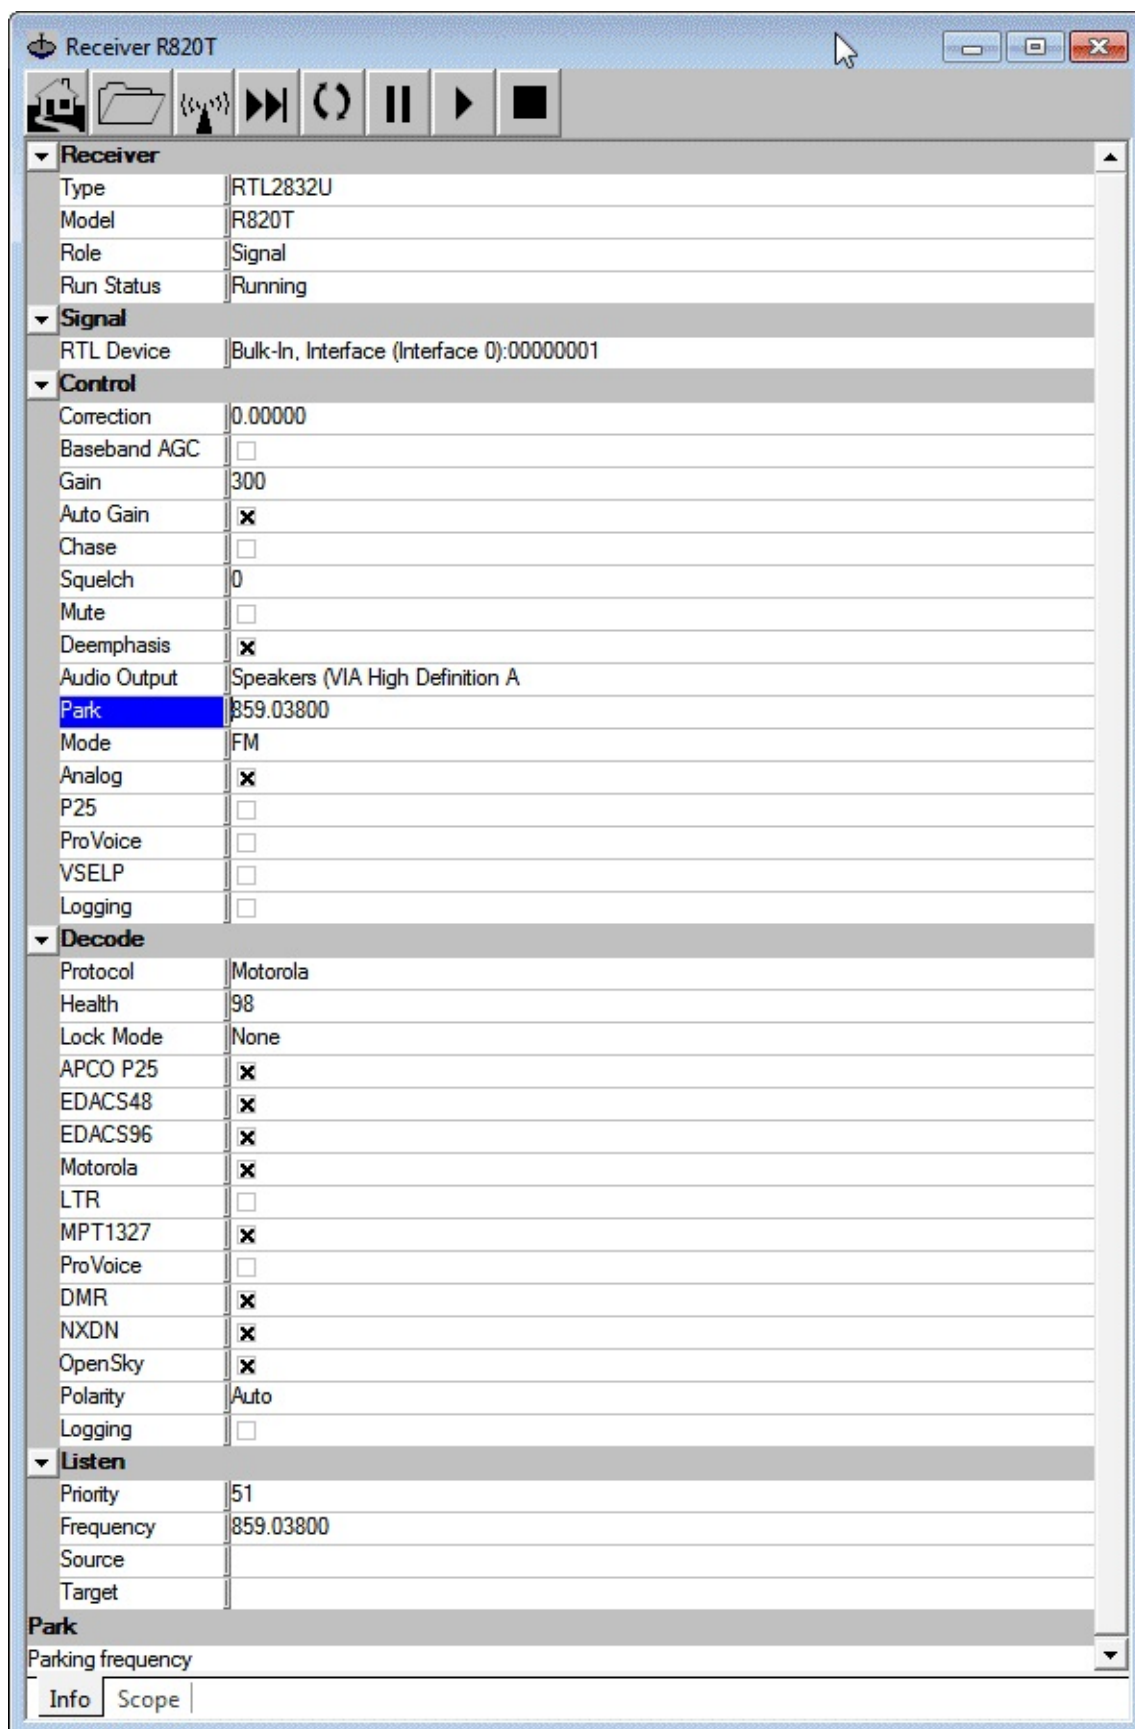 Receiver R820T
Receiver
Type RTL2832U
Model R820T
Role Signal
Run Status Running
Signal
RTL Device Bulk-In, Interface (Interface 0):00000001
Control
Correction 0.00000
Baseband AGC
Gain 300
Auto Gain
Chase
Squelch 0
Mute
Deemphasis
Audio Output Speakers (VIA High Definition A
Park 859.03800
Mode FM
Analog
P25
ProVoice
VSELP
Logging
Decode
Protocol Motorola
Health 98
Lock Mode None
APCO P25
EDACS48
EDACS96
Motorola
LTR
MPT1327
ProVoice
DMR
NXDN
OpenSky
Polarity Auto
Logging
Listen
Priority 51
Frequency 859.03800
Source
Target
Park
Parking frequency
Info Scope